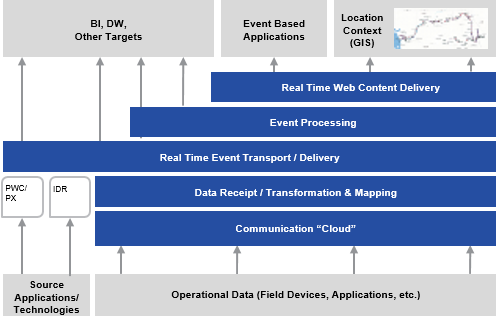 BI, DW,
Other Targets
Event Based
Applications
Location
Context
(GIS)
Real Time Web Content Delivery
Event Processing
Real Time Event Transport / Delivery
PWC/
PX
IDR
Data Receipt / Transformation & Mapping
Communication “Cloud”
Source
Applications/
Technologies
Operational Data (Field Devices, Applications, etc.)